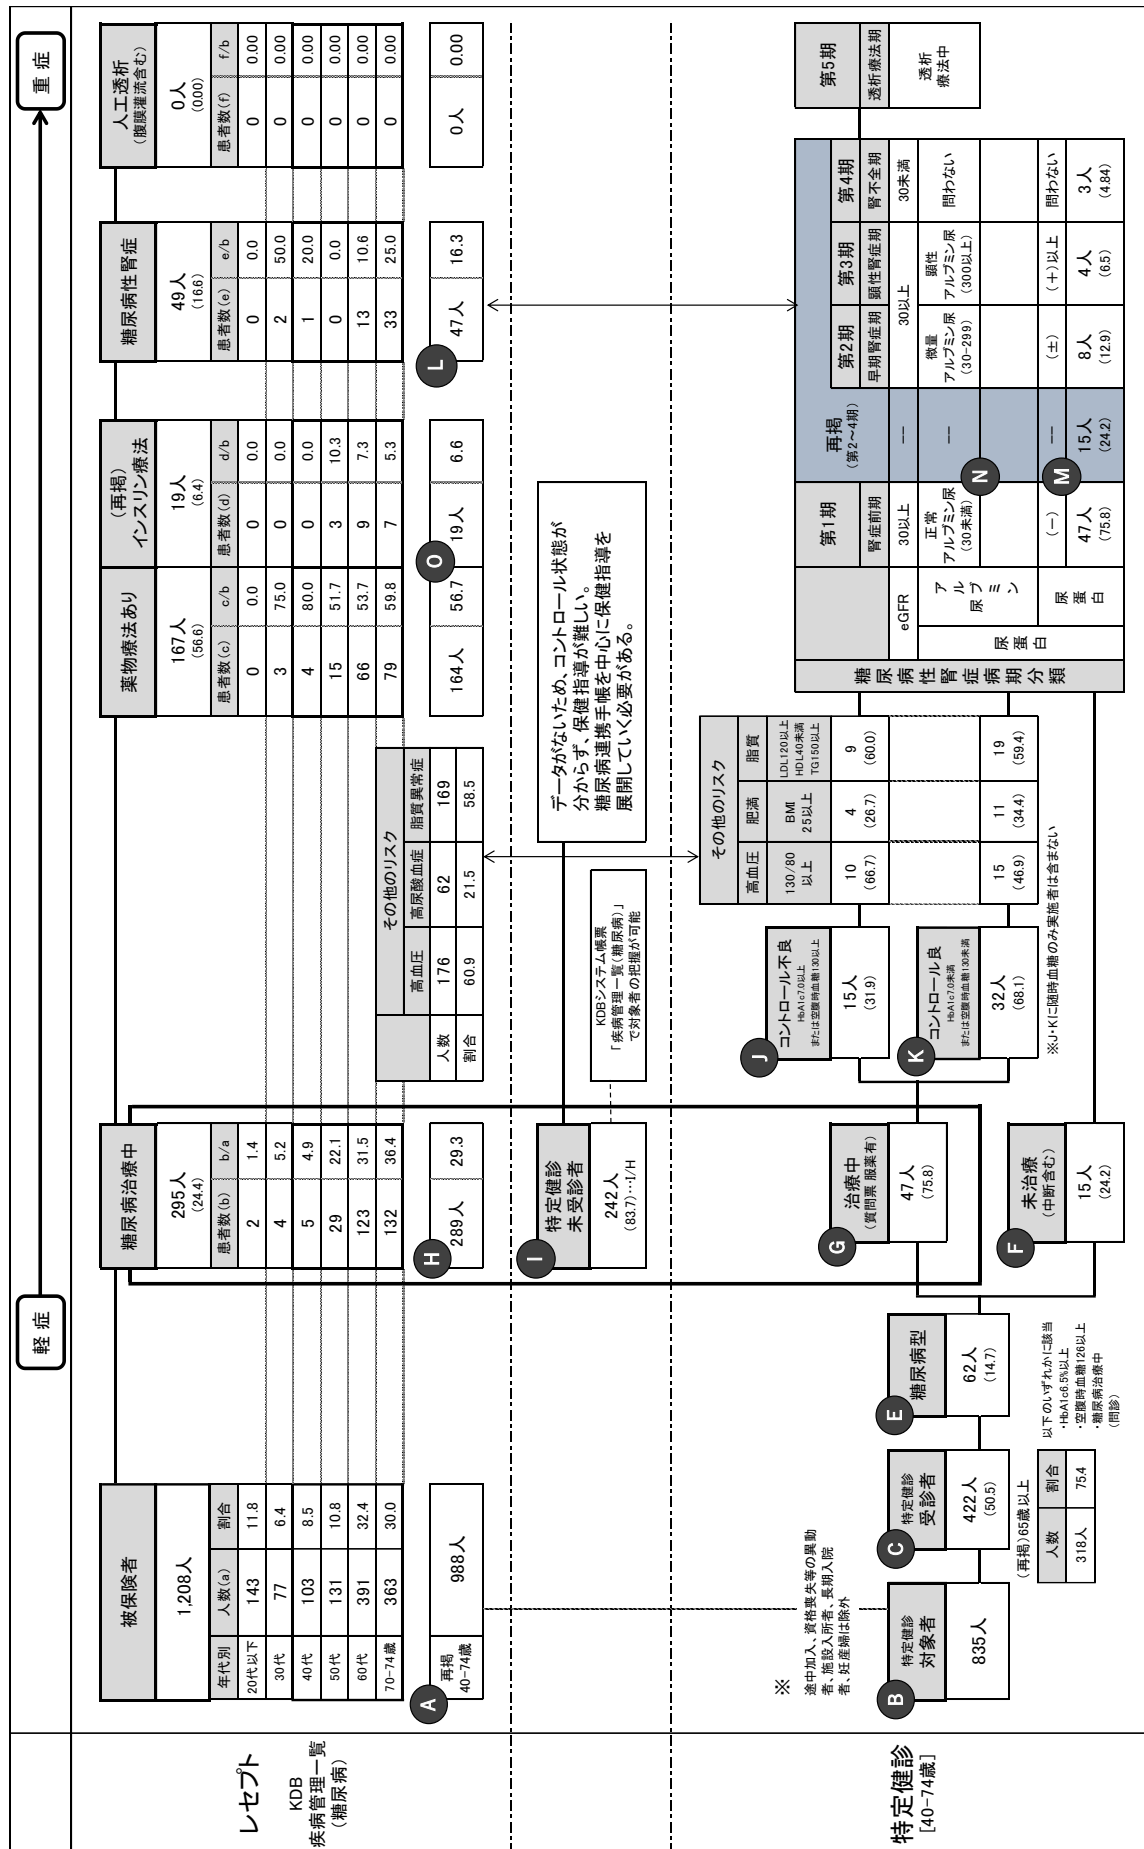 軽症
重症
レセプト
KDB
疾病管理一覧
(糖尿病)
被保険者
1,208人
年代別 人数(a) 割合
20代以下 143 11.8
30代 77 6.4
40代 103 8.5
50代 131 10.8
60代 391 32.4
70-74歳 363 30.0
A
再掲
40-74歳
988人
糖尿病治療中
295人
(24.4)
患者数(b) b/a
2 1.4
4 5.2
5 4.9
29 22.1
123 31.5
132 36.4
H
289人 29.3
その他のリスク
高血圧 高尿酸血症 脂質異常症
人数 176 62 169
割合 60.9 21.5 58.5
薬物療法あり
167人
(56.6)
患者数(c) c/b
0 0.0
3 75.0
4 80.0
15 51.7
66 53.7
79 59.8
164人 56.7
(再掲)
インスリン療法
19人
(6.4)
患者数(d) d/b
0 0.0
0 0.0
0 0.0
3 10.3
9 7.3
7 5.3
O
19人 6.6
糖尿病性腎症
49人
(16.6)
患者数(e) e/b
0 0.0
2 50.0
1 20.0
0 0.0
13 10.6
33 25.0
L
47人 16.3
人工透析
(腹膜灌流含む)
0人
(0.00)
患者数(f) f/b
0 0.00
0 0.00
0 0.00
0 0.00
0 0.00
0 0.00
0人 0.00
I
特定健診
未受診者
242人
(83.7)…I/H
KDBシステム帳票
「疾病管理一覧(糖尿病)」
で対象者の把握が可能
データがないため、コントロール状態が
分からず、保健指導が難しい。
糖尿病連携手帳を中心に保健指導を
展開していく必要がある。
特定健診
[40-74歳]
※
途中加入、資格喪失等の異動
者、施設入所者、長期入院
者、妊産婦は除外
B
特定健診
対象者
835人
C
特定健診
受診者
422人
(50.5)
(再掲)65歳以上
人数 割合
318人 75.4
E
糖尿病型
62人
(14.7)
以下のいずれかに該当
・HbA1c6.5%以上
・空腹時血糖126以上
・糖尿病治療中
(問診)
G
治療中
(質問票 服薬有)
47人
(75.8)
F
未治療
(中断含む)
15人
(24.2)
J
コントロール不良
HbA1c7.0以上
または空腹時血糖130以上
15人
(31.9)
K
コントロール良
HbA1c7.0未満
または空腹時血糖130未満
32人
(68.1)
※J・Kに随時血糖のみ実施者は含まない
その他のリスク
高血圧 肥満 脂質
130/80
以上
BMI
25以上
LDL120以上
HDL40未満
TG150以上
10
(66.7)
4
(26.7)
9
(60.0)
15
(46.9)
11
(34.4)
19
(59.4)
糖尿病性腎症病期分類
第1期
再掲
(第2～4期)
第2期 第3期 第4期
腎症前期 早期腎症期 顕性腎症期 腎不全期
eGFR 30以上 -- 30以上 30未満
尿蛋白
尿アルブミン
正常
アルブミン尿
(30未満)
--
微量
アルブミン尿
(30-299)
顕性
アルブミン尿
(300以上)
問わない
N
尿蛋白 (－) -- (±) (＋)以上 問わない
M
47人
(75.8)
15人
(24.2)
8人
(12.9)
4人
(6.5)
3人
(4.84)
第5期
透析療法期
透析
療法中